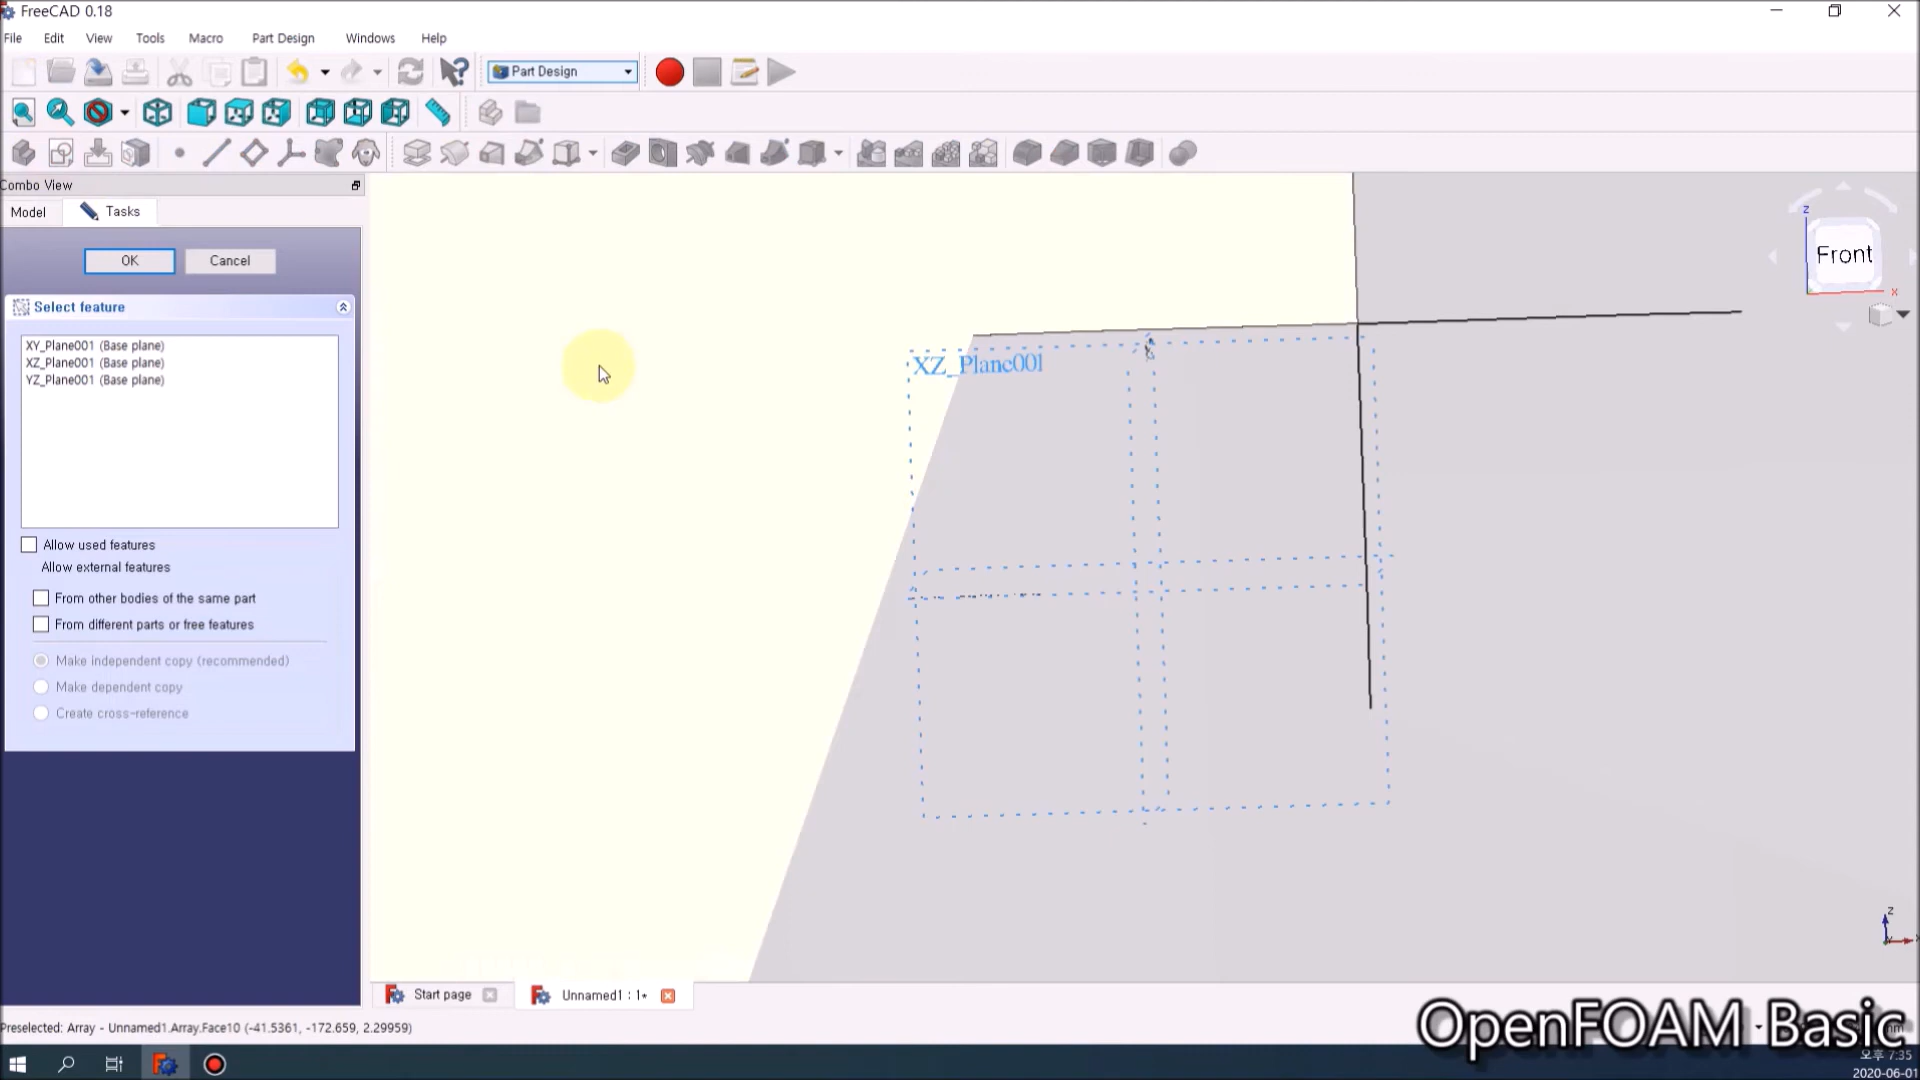 FreeCAD 0.18
File Edit View Tools Macro Part Design Windows Help
Part Design
Combo View
Model Tasks
OK Cancel
Select feature
XY_Plane001 (Base plane)
XZ_Plane001 (Base plane)
YZ_Plane001 (Base plane)
Allow used features
Allow external features
From other bodies of the same part
From different parts or free features
Make independent copy (recommended)
Make dependent copy
Create cross-reference
XZ_Plane001
Z
Front
X
Z
Start page
Unnamed1 : 1*
Preselected: Array - Unnamed1.Array.Face10 (-41.5361, -172.659, 2.29959)
OpenFOAM Basic
오후 7:35
2020-06-01